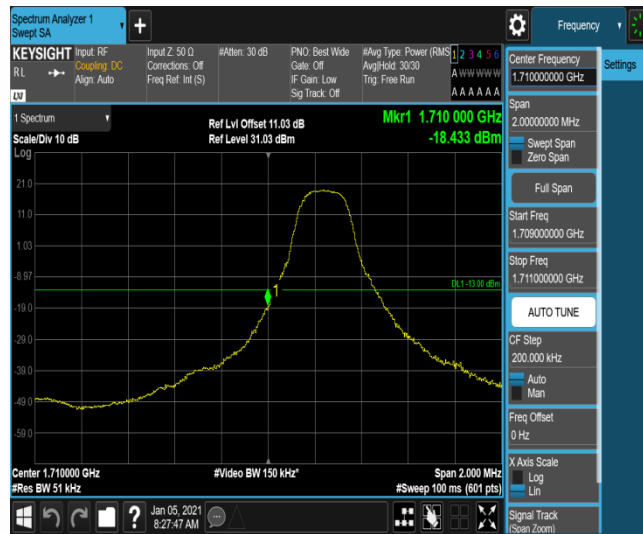 Spectrum Analyzer 1
Swept SA
+
Frequency
KEYSIGHT
RL
LXI
Input: RF
Coupling: DC
Align: Auto
Input Z: 50 Ω
Corrections: Off
Freq Ref: Int (S)
#Atten: 30 dB
PNO: Best Wide
Gate: Off
IF Gain: Low
Sig Track: Off
#Avg Type: Power (RMS
Avg|Hold: 30/30
Trig: Free Run
1 2 3 4 5 6
A W W W W W
A A A A A A
1 Spectrum
Scale/Div 10 dB
Log
Ref Lvl Offset 11.03 dB
Ref Level 31.03 dBm
Mkr1 1.710 000 GHz
-18.433 dBm
21.0
11.0
1.03
-8.97
-19.0
-29.0
-39.0
-49.0
-59.0
DL1 -13.00 dBm
1
Center 1.710000 GHz
#Res BW 51 kHz
#Video BW 150 kHz*
Span 2.000 MHz
#Sweep 100 ms (601 pts)
Center Frequency
1.710000000 GHz
Settings
Span
2.00000000 MHz
Swept Span
Zero Span
Full Span
Start Freq
1.709000000 GHz
Stop Freq
1.711000000 GHz
AUTO TUNE
CF Step
200.000 kHz
Auto
Man
Freq Offset
0 Hz
X Axis Scale
Log
Lin
Signal Track
(Span Zoom)
?
Jan 05, 2021
8:27:47 AM